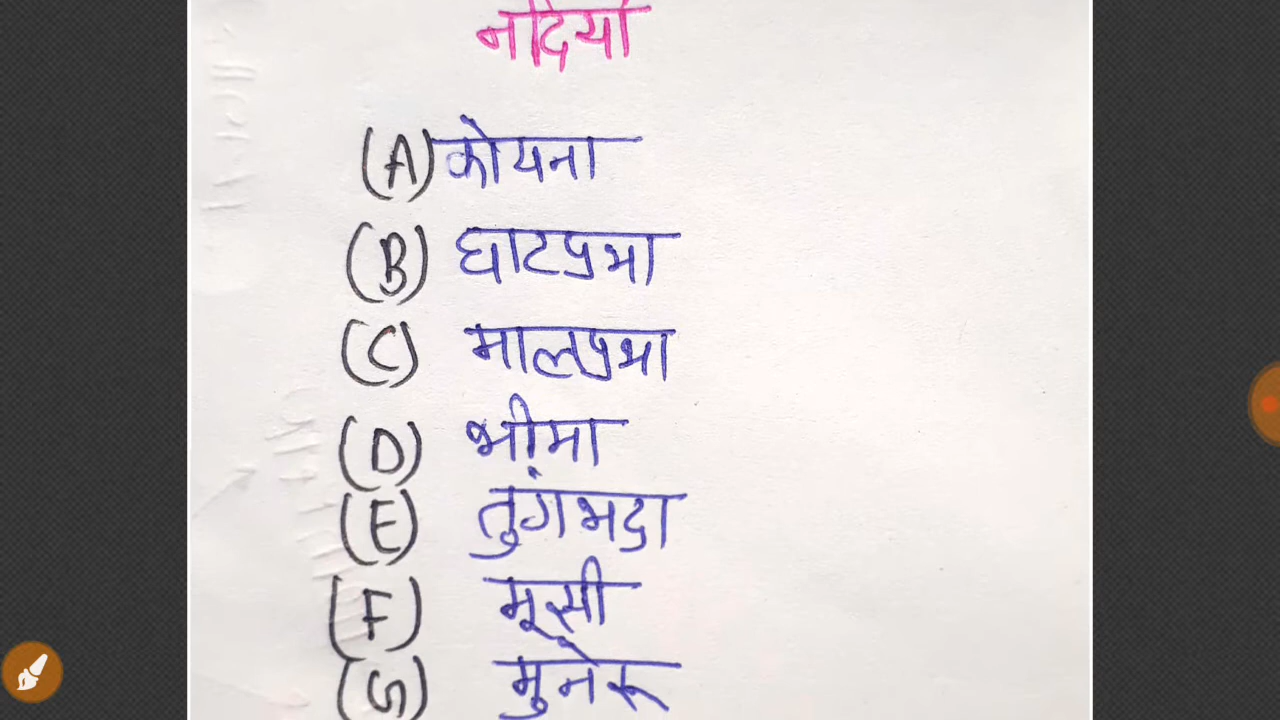 नदियां
(A) कोयना
(B) घाटप्रभा
(C) मालप्रभा
(D) भीमा
(E) तुंगभद्रा
(F) मूसी
(G) मुनेरू